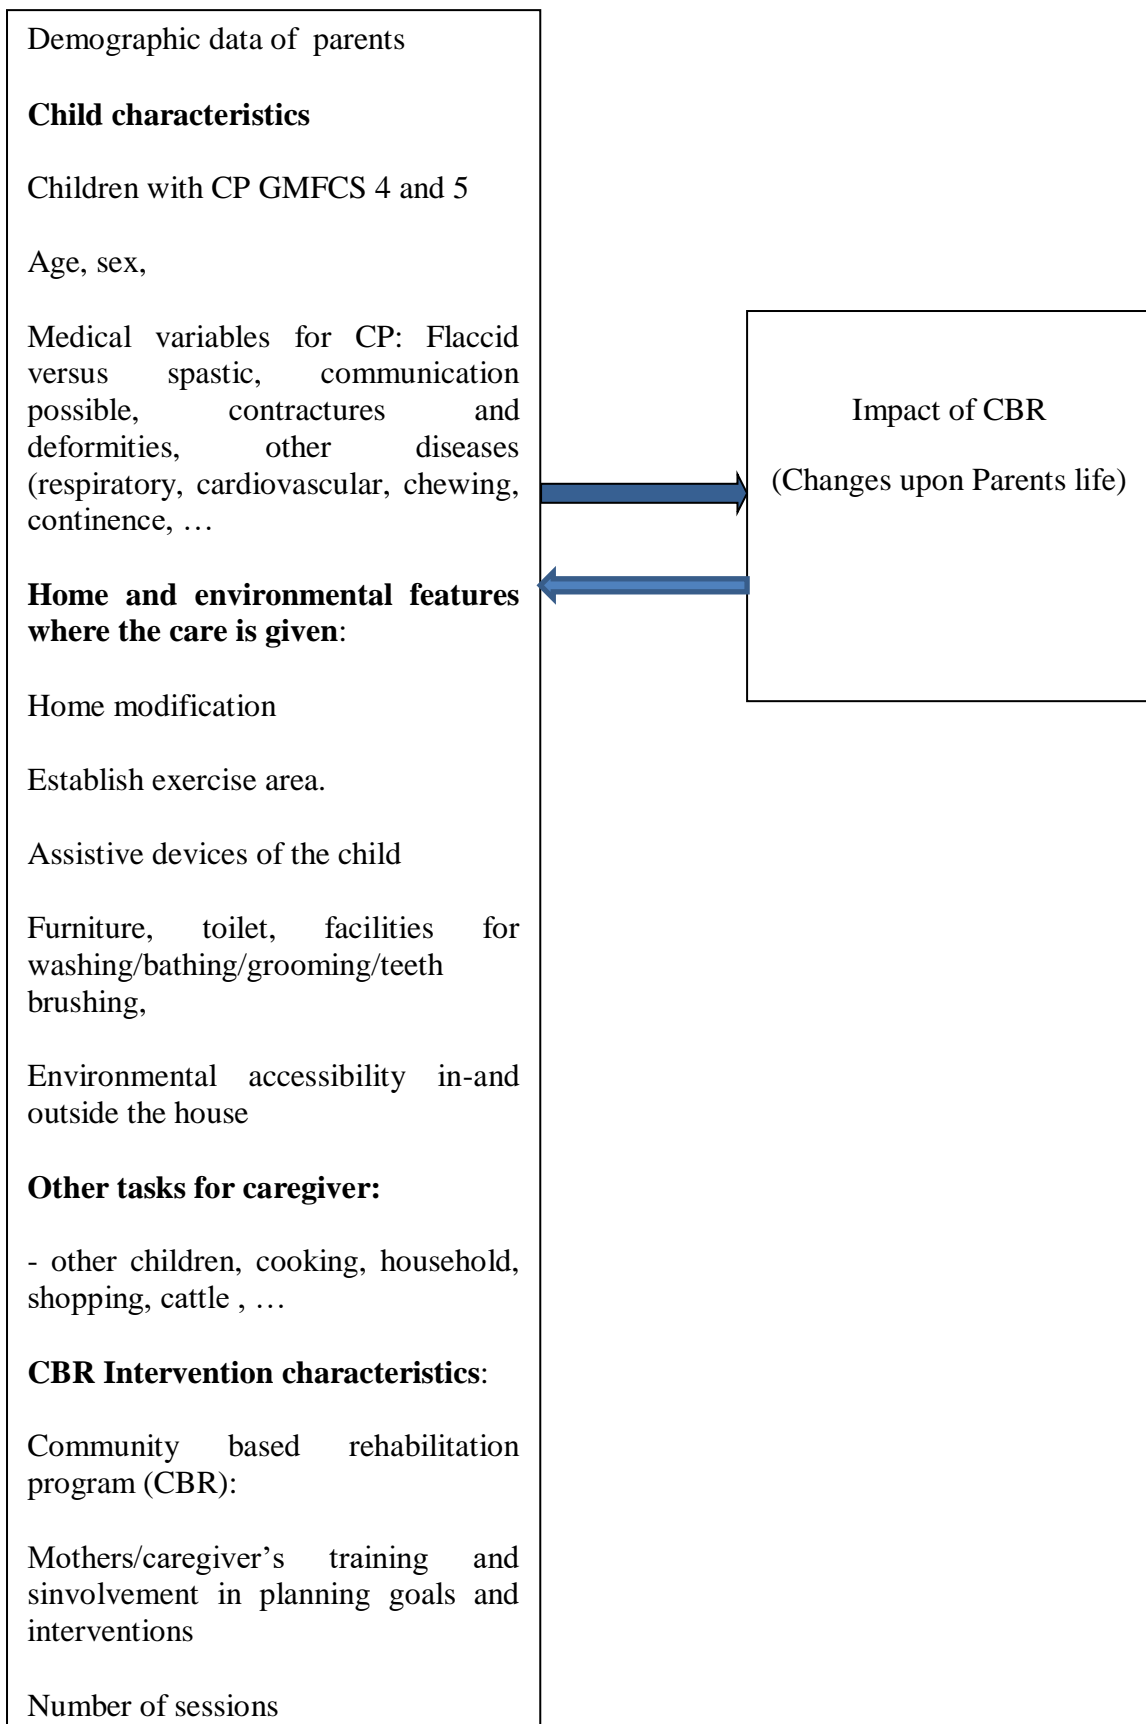 Demographic data of parents
Child characteristics
Children with CP GMFCS 4 and 5
Age, sex,
Medical variables for CP: Flaccid
versus spastic, communication
possible, contractures and
deformities, other diseases
(respiratory, cardiovascular, chewing,
continence, …
Home and environmental features
where the care is given:
Home modification
Establish exercise area.
Assistive devices of the child
Furniture, toilet, facilities for
washing/bathing/grooming/teeth
brushing,
Environmental accessibility in-and
outside the house
Other tasks for caregiver:
- other children, cooking, household,
shopping, cattle , …
CBR Intervention characteristics:
Community based rehabilitation
program (CBR):
Mothers/caregiver’s training and
sinvolvement in planning goals and
interventions
Number of sessions
Impact of CBR
(Changes upon Parents life)